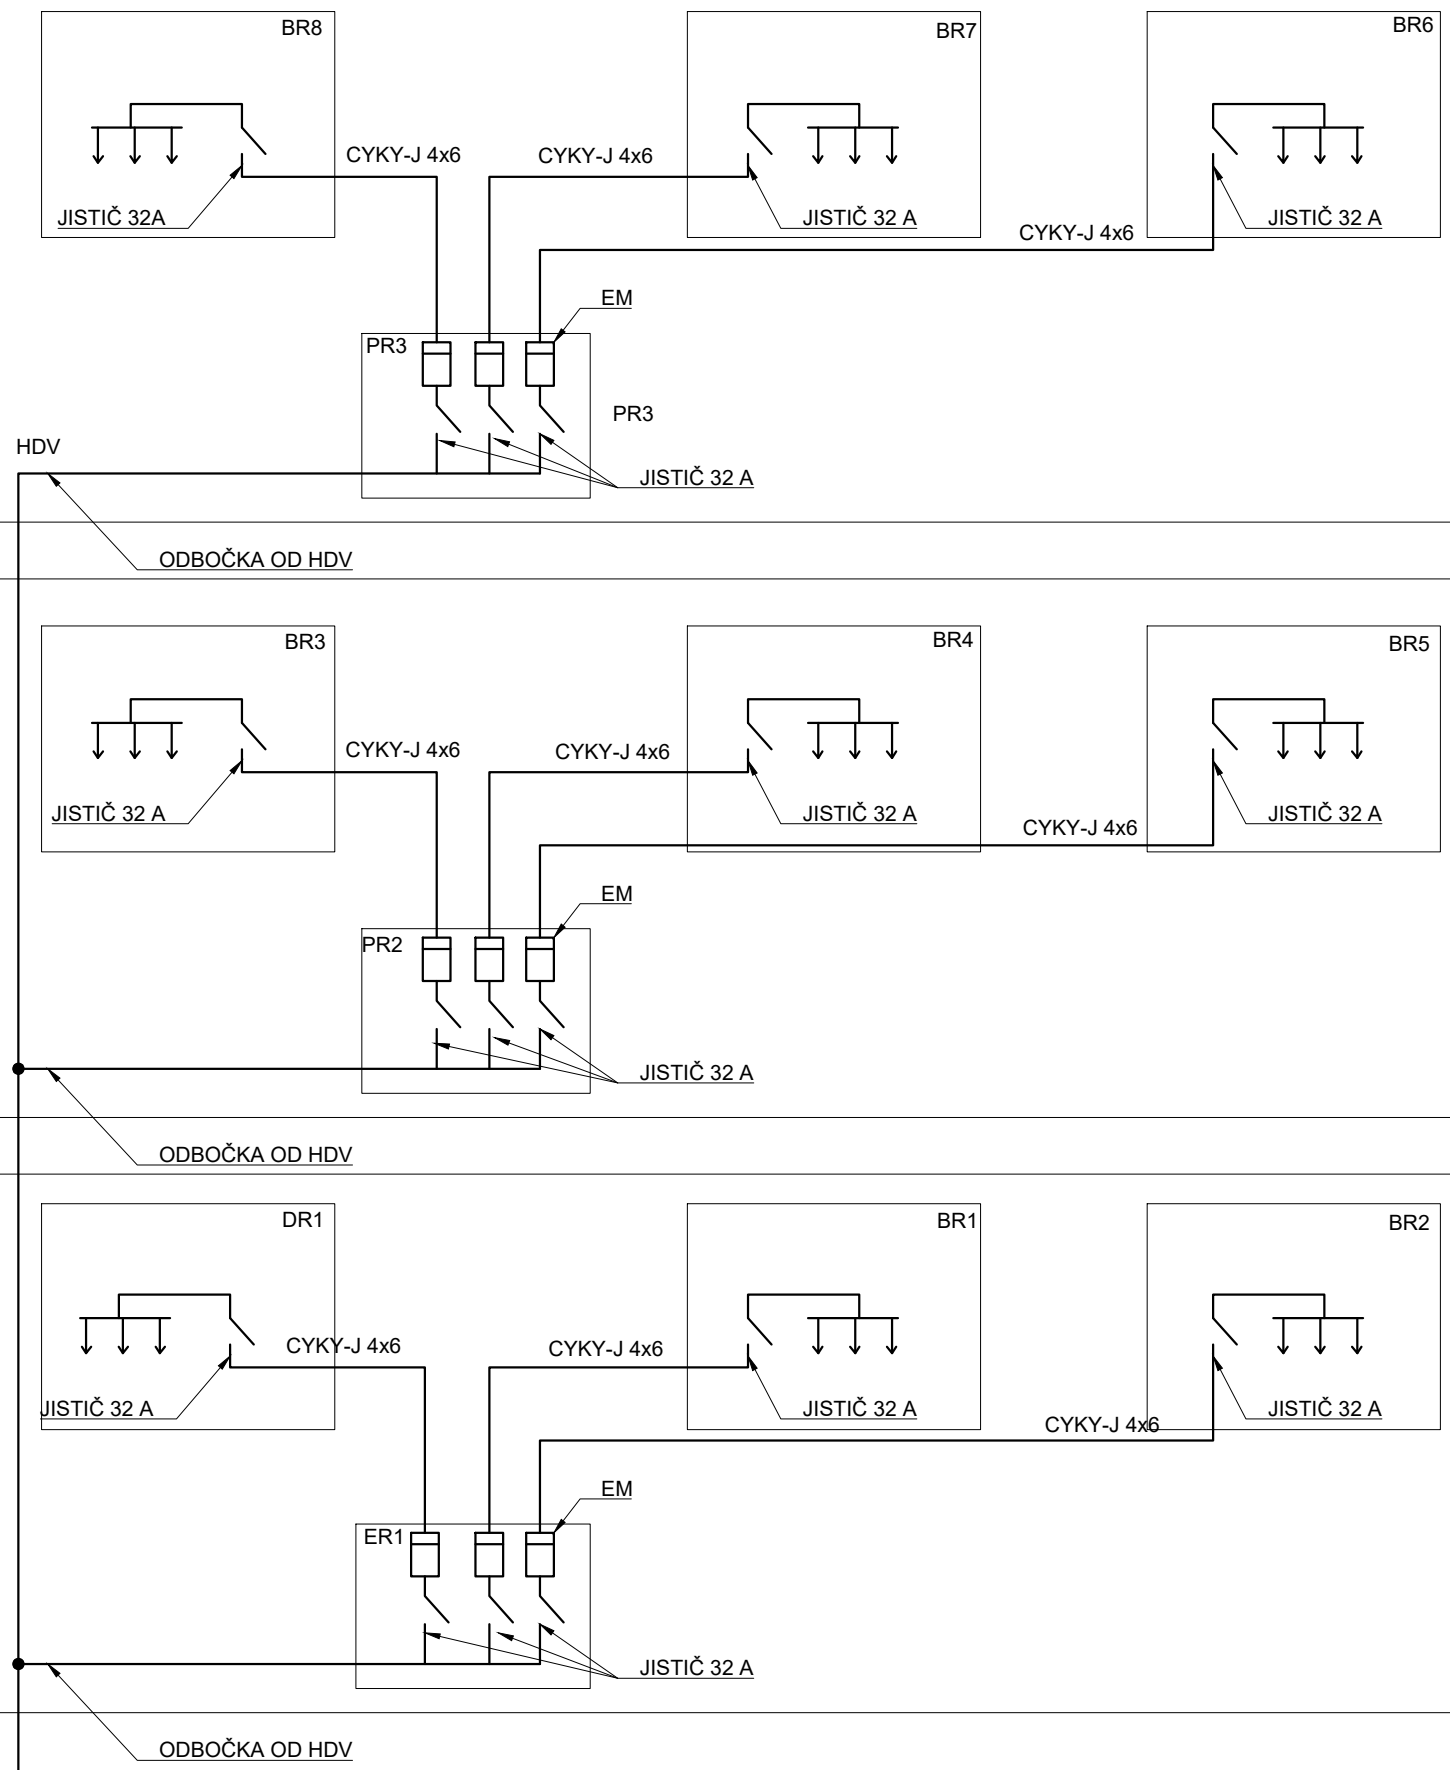 BR8
BR7
BR6
CYKY-J 4x6
CYKY-J 4x6
JISTIČ 32A
JISTIČ 32 A
JISTIČ 32 A
CYKY-J 4x6
EM
PR3
PR3
HDV
JISTIČ 32 A
ODBOČKA OD HDV
BR3
BR4
BR5
CYKY-J 4x6
CYKY-J 4x6
JISTIČ 32 A
JISTIČ 32 A
JISTIČ 32 A
CYKY-J 4x6
EM
PR2
JISTIČ 32 A
ODBOČKA OD HDV
DR1
BR1
BR2
CYKY-J 4x6
CYKY-J 4x6
JISTIČ 32 A
JISTIČ 32 A
JISTIČ 32 A
CYKY-J 4x6
EM
ER1
JISTIČ 32 A
ODBOČKA OD HDV